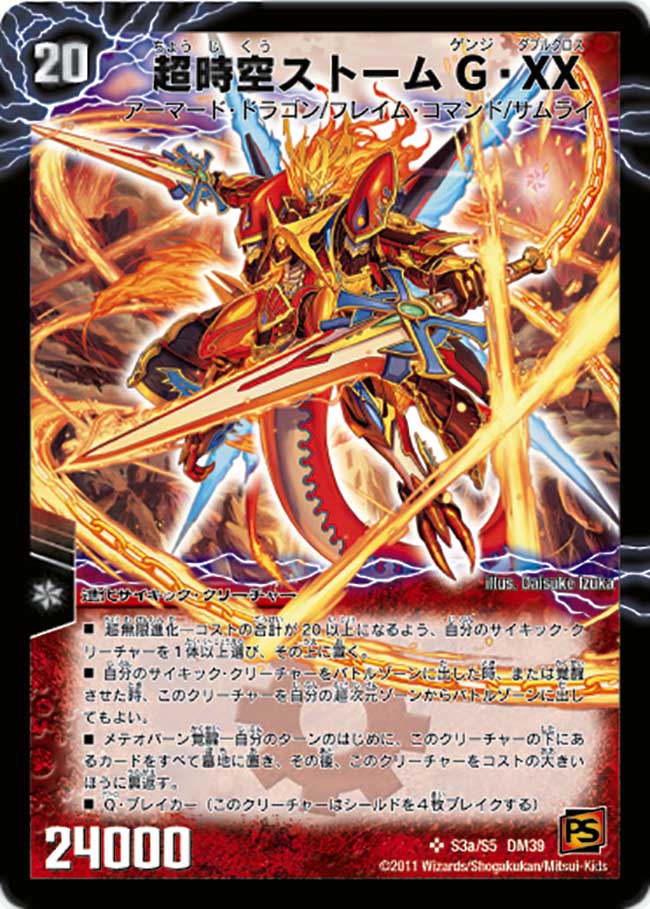 20
ちょう じ くう ゲンジ ダブルクロス
超時空ストーム G・XX
アーマード・ドラゴン/フレイム・コマンド/サムライ
illus. Daisuke Izuka
進化サイキック・クリーチャー
■ 超無限進化―コストの合計が20以上になるよう、自分のサイキック・ク
リーチャーを1体以上選び、その上に置く。
■ 自分のサイキック・クリーチャーをバトルゾーンに出した時、または覚醒
させた時、このクリーチャーを自分の超次元ゾーンからバトルゾーンに出し
てもよい。
■ メテオバーン覚醒―自分のターンのはじめに、このクリーチャーの下にあ
るカードをすべて墓地に置き、その後、このクリーチャーをコストの大きい
ほうに裏返す。
■ Q・ブレイカー（このクリーチャーはシールドを4枚ブレイクする）
24000
S3a/S5 DM39
PS
©2011 Wizards/Shogakukan/Mitsui-Kids